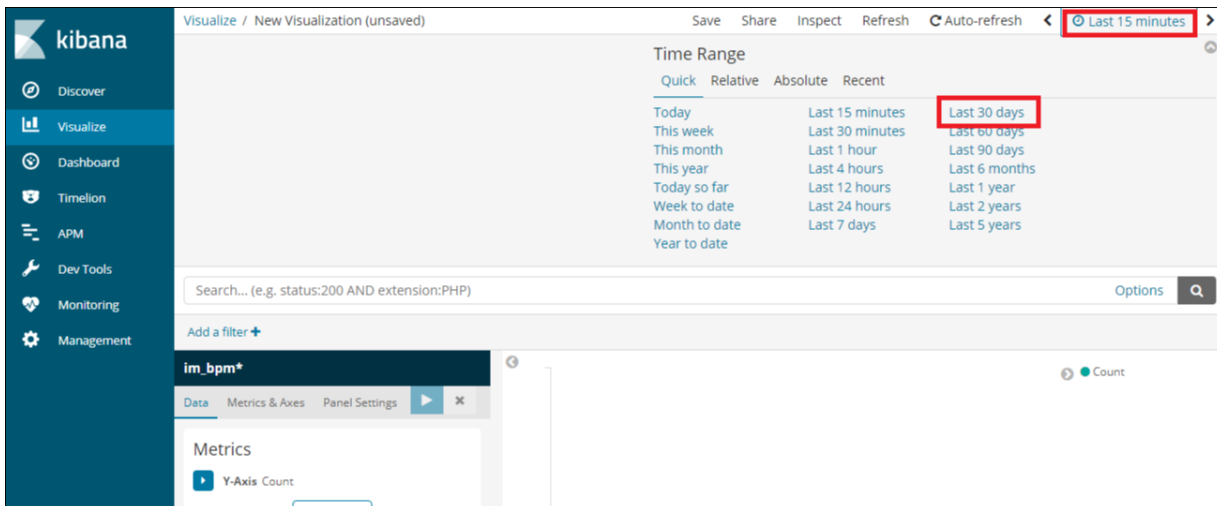 kibana
Discover
Visualize
Dashboard
Timelion
APM
Dev Tools
Monitoring
Management
Visualize / New Visualization (unsaved)
Save Share Inspect Refresh Auto-refresh Last 15 minutes
Time Range
Quick Relative Absolute Recent
Today Last 15 minutes Last 30 days
This week Last 30 minutes Last 60 days
This month Last 1 hour Last 90 days
This year Last 4 hours Last 6 months
Today so far Last 12 hours Last 1 year
Week to date Last 24 hours Last 2 years
Month to date Last 7 days Last 5 years
Year to date
Search... (e.g. status:200 AND extension:PHP) Options
Add a filter +
im_bpm*
Data Metrics & Axes Panel Settings
Metrics
Y-Axis Count
Count